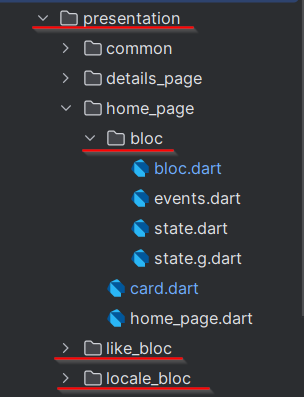 presentation
common
details_page
home_page
bloc
bloc.dart
events.dart
state.dart
state.g.dart
card.dart
home_page.dart
like_bloc
locale_bloc